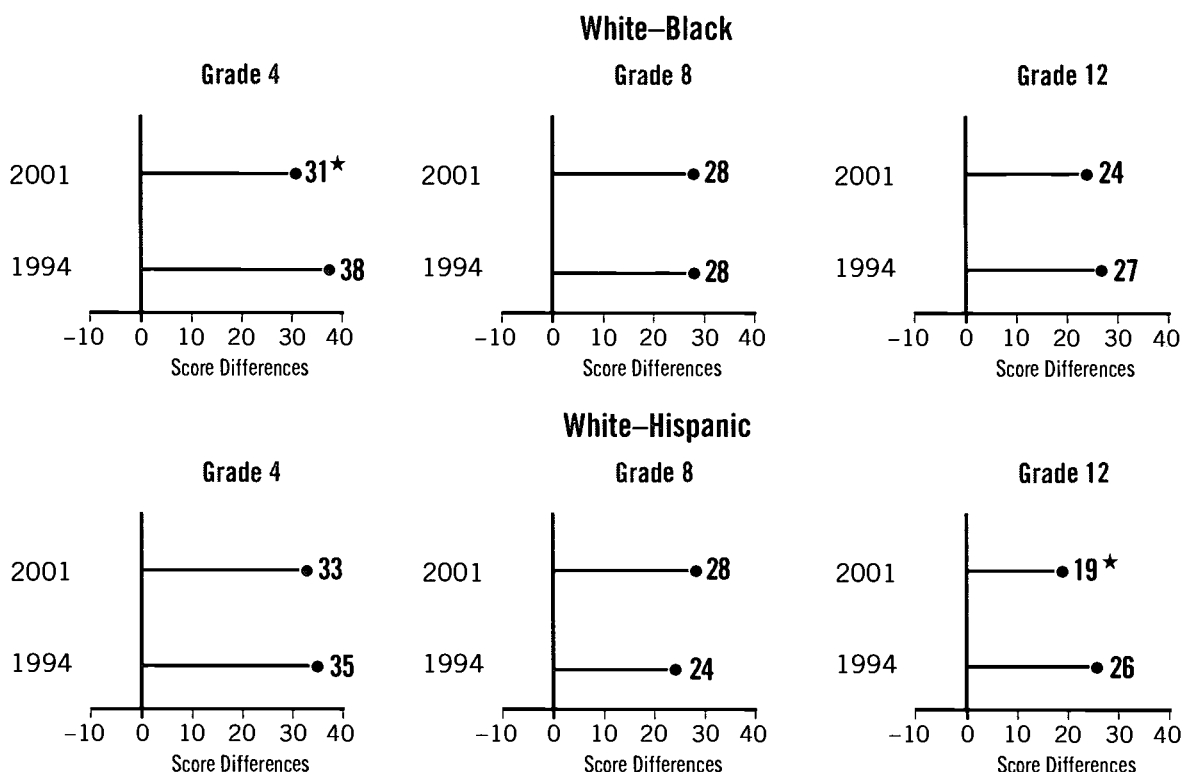 White–Black
Grade 4 Grade 8 Grade 12
2001 31★ 2001 28 2001 24
1994 38 1994 28 1994 27
−10 0 10 20 30 40 −10 0 10 20 30 40 −10 0 10 20 30 40
Score Differences Score Differences Score Differences
White–Hispanic
Grade 4 Grade 8 Grade 12
2001 33 2001 28 2001 19★
1994 35 1994 24 1994 26
−10 0 10 20 30 40 −10 0 10 20 30 40 −10 0 10 20 30 40
Score Differences Score Differences Score Differences